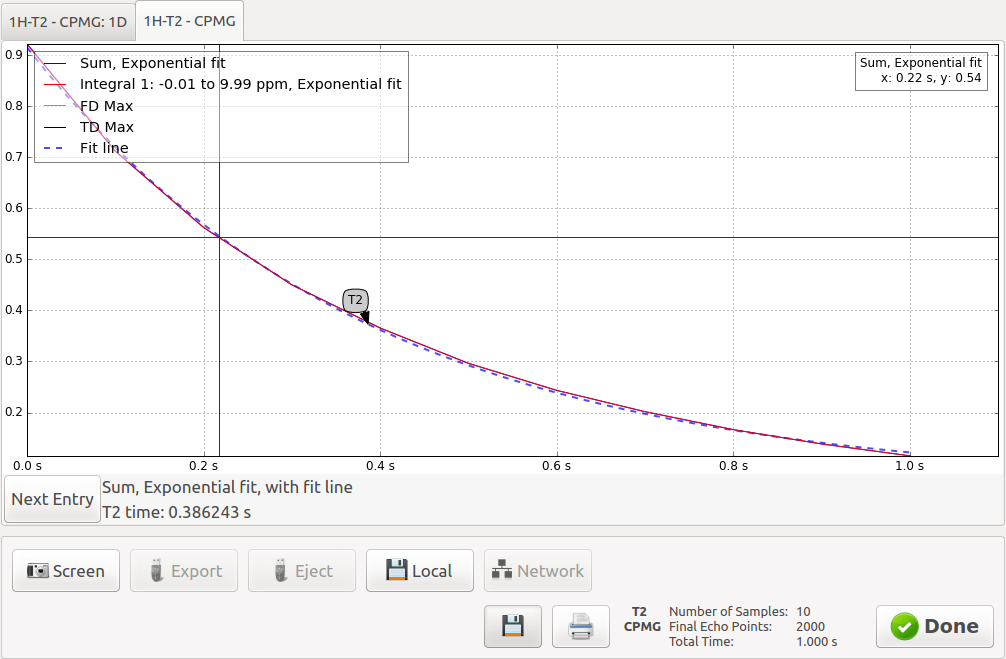 1H-T2 - CPMG: 1D
1H-T2 - CPMG
Sum, Exponential fit
Integral 1: -0.01 to 9.99 ppm, Exponential fit
FD Max
TD Max
Fit line
Sum, Exponential fit
x: 0.22 s, y: 0.54
0.9
0.8
0.7
0.6
0.5
0.4
0.3
0.2
T2
0.0 s
0.2 s
0.4 s
0.6 s
0.8 s
1.0 s
Next Entry
Sum, Exponential fit, with fit line
T2 time: 0.386243 s
Screen
Export
Eject
Local
Network
T2
CPMG
Number of Samples: 10
Final Echo Points: 2000
Total Time: 1.000 s
Done